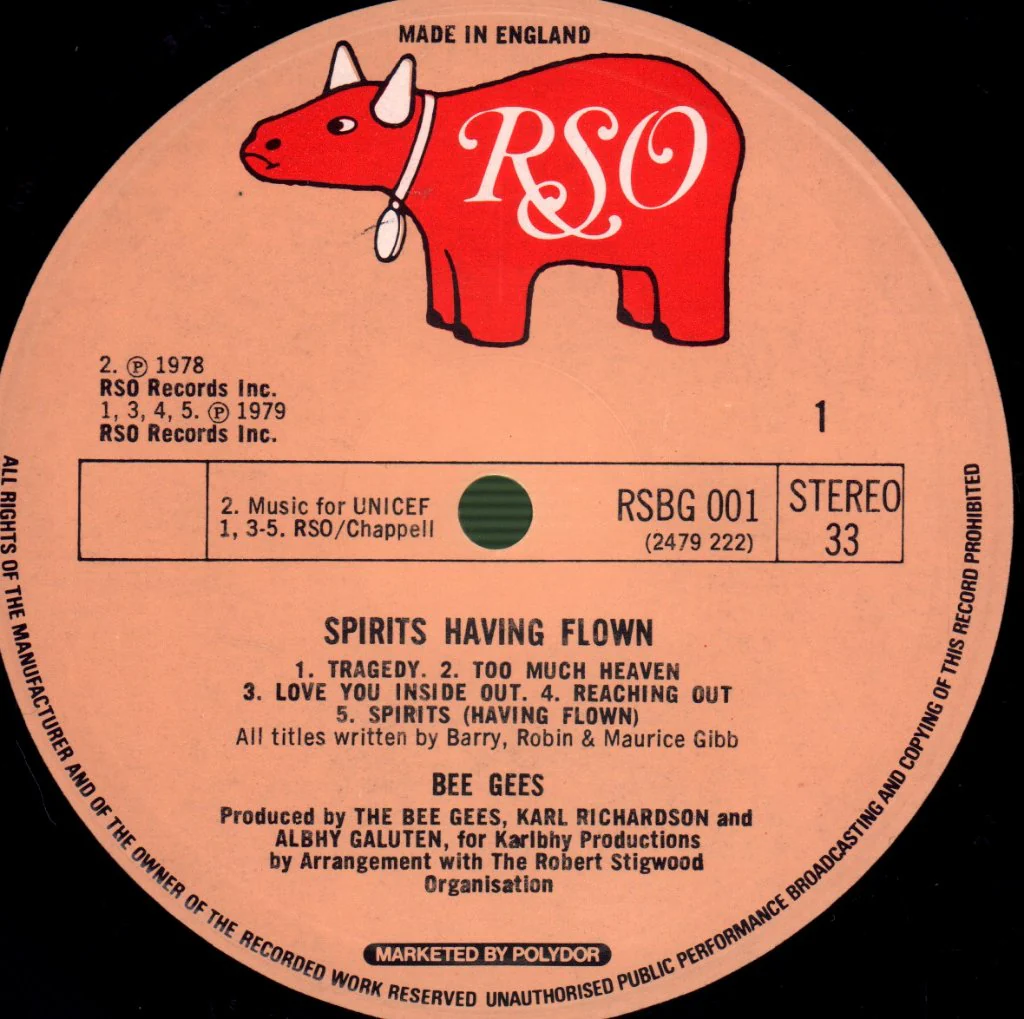 MADE IN ENGLAND
RSO
2. ℗ 1978
RSO Records Inc.
1, 3, 4, 5. ℗ 1979
RSO Records Inc.
1
2. Music for UNICEF
1, 3-5. RSO/Chappell
RSBG 001
(2479 222)
STEREO
33
SPIRITS HAVING FLOWN
1. TRAGEDY. 2. TOO MUCH HEAVEN
3. LOVE YOU INSIDE OUT. 4. REACHING OUT
5. SPIRITS (HAVING FLOWN)
All titles written by Barry, Robin & Maurice Gibb
BEE GEES
Produced by THE BEE GEES, KARL RICHARDSON and
ALBHY GALUTEN, for Karlbhy Productions
by Arrangement with The Robert Stigwood
Organisation
MARKETED BY POLYDOR
ALL RIGHTS OF THE MANUFACTURER AND OF THE OWNER OF THE RECORDED WORK RESERVED UNAUTHORISED PUBLIC PERFORMANCE BROADCASTING AND COPYING OF THIS RECORD PROHIBITED